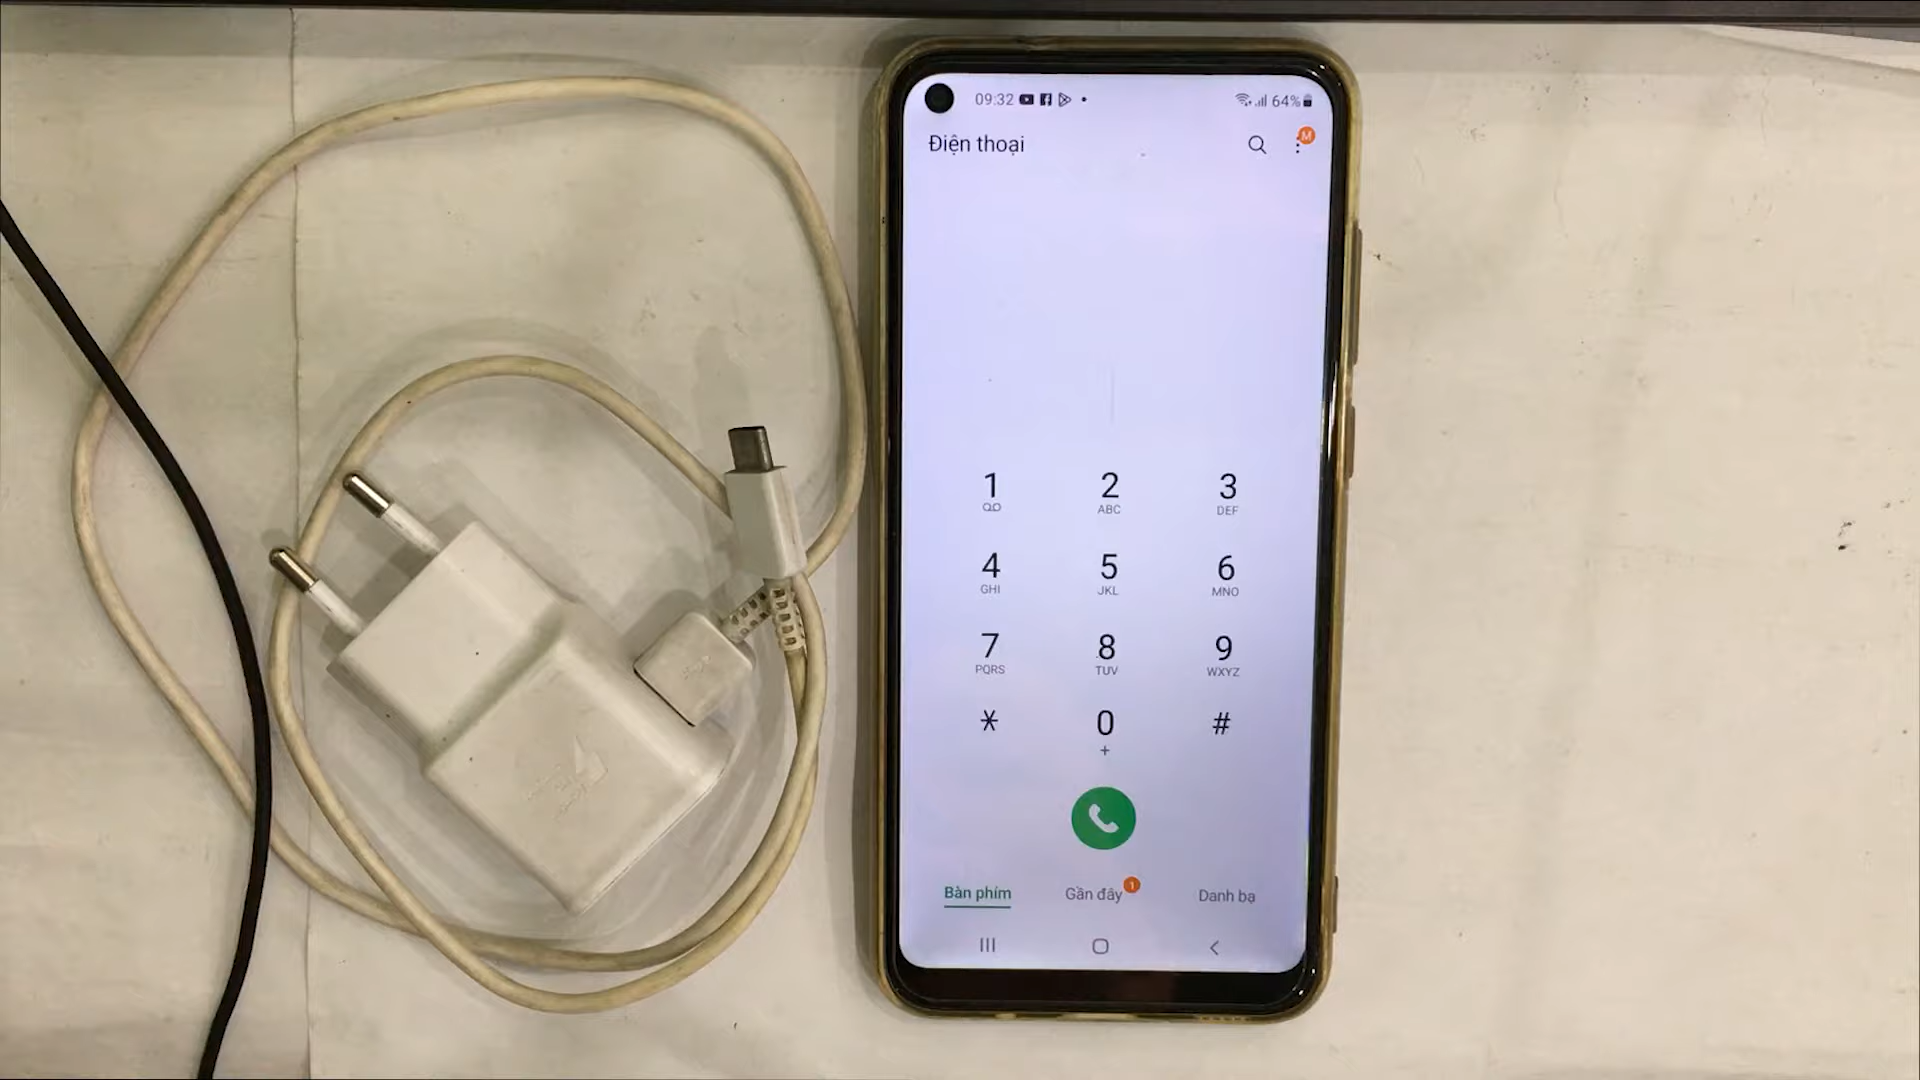 09:32
64%
Điện thoại
M
1
2 ABC
3 DEF
4 GHI
5 JKL
6 MNO
7 PQRS
8 TUV
9 WXYZ
*
0 +
#
Bàn phím
Gần đây 1
Danh bạ